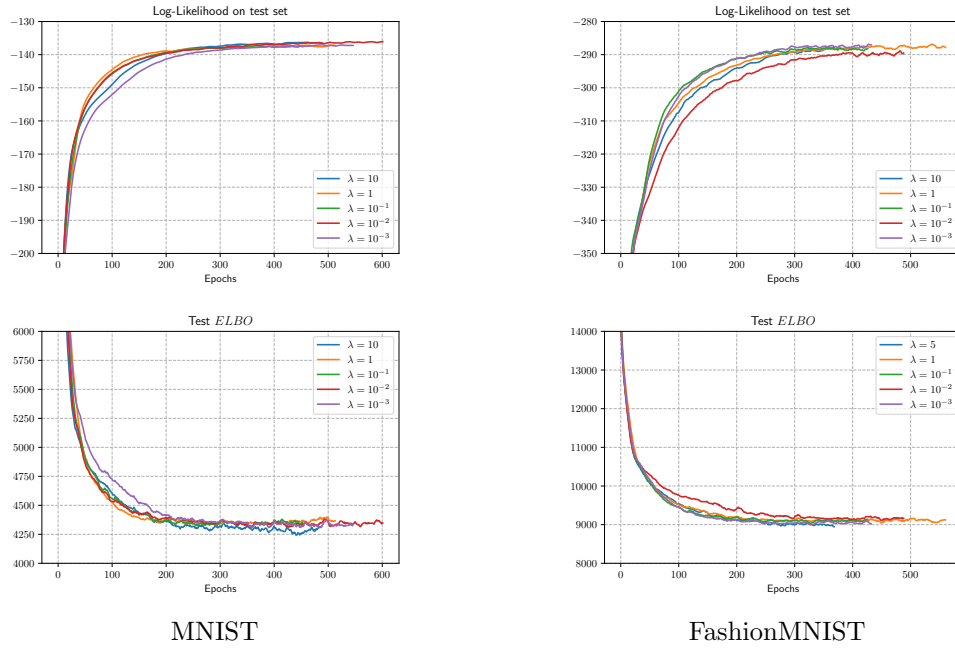 Log-Likelihood on test set
−130
−140
−150
−160
−170
−180
−190
−200
0 100 200 300 400 500 600
Epochs
λ = 10
λ = 1
λ = 10⁻¹
λ = 10⁻²
λ = 10⁻³
Log-Likelihood on test set
−280
−290
−300
−310
−320
−330
−340
−350
0 100 200 300 400 500
Epochs
λ = 10
λ = 1
λ = 10⁻¹
λ = 10⁻²
λ = 10⁻³
Test ELBO
6000
5750
5500
5250
5000
4750
4500
4250
4000
0 100 200 300 400 500 600
Epochs
λ = 10
λ = 1
λ = 10⁻¹
λ = 10⁻²
λ = 10⁻³
Test ELBO
14000
13000
12000
11000
10000
9000
8000
0 100 200 300 400 500
Epochs
λ = 5
λ = 1
λ = 10⁻¹
λ = 10⁻²
λ = 10⁻³
MNIST
FashionMNIST